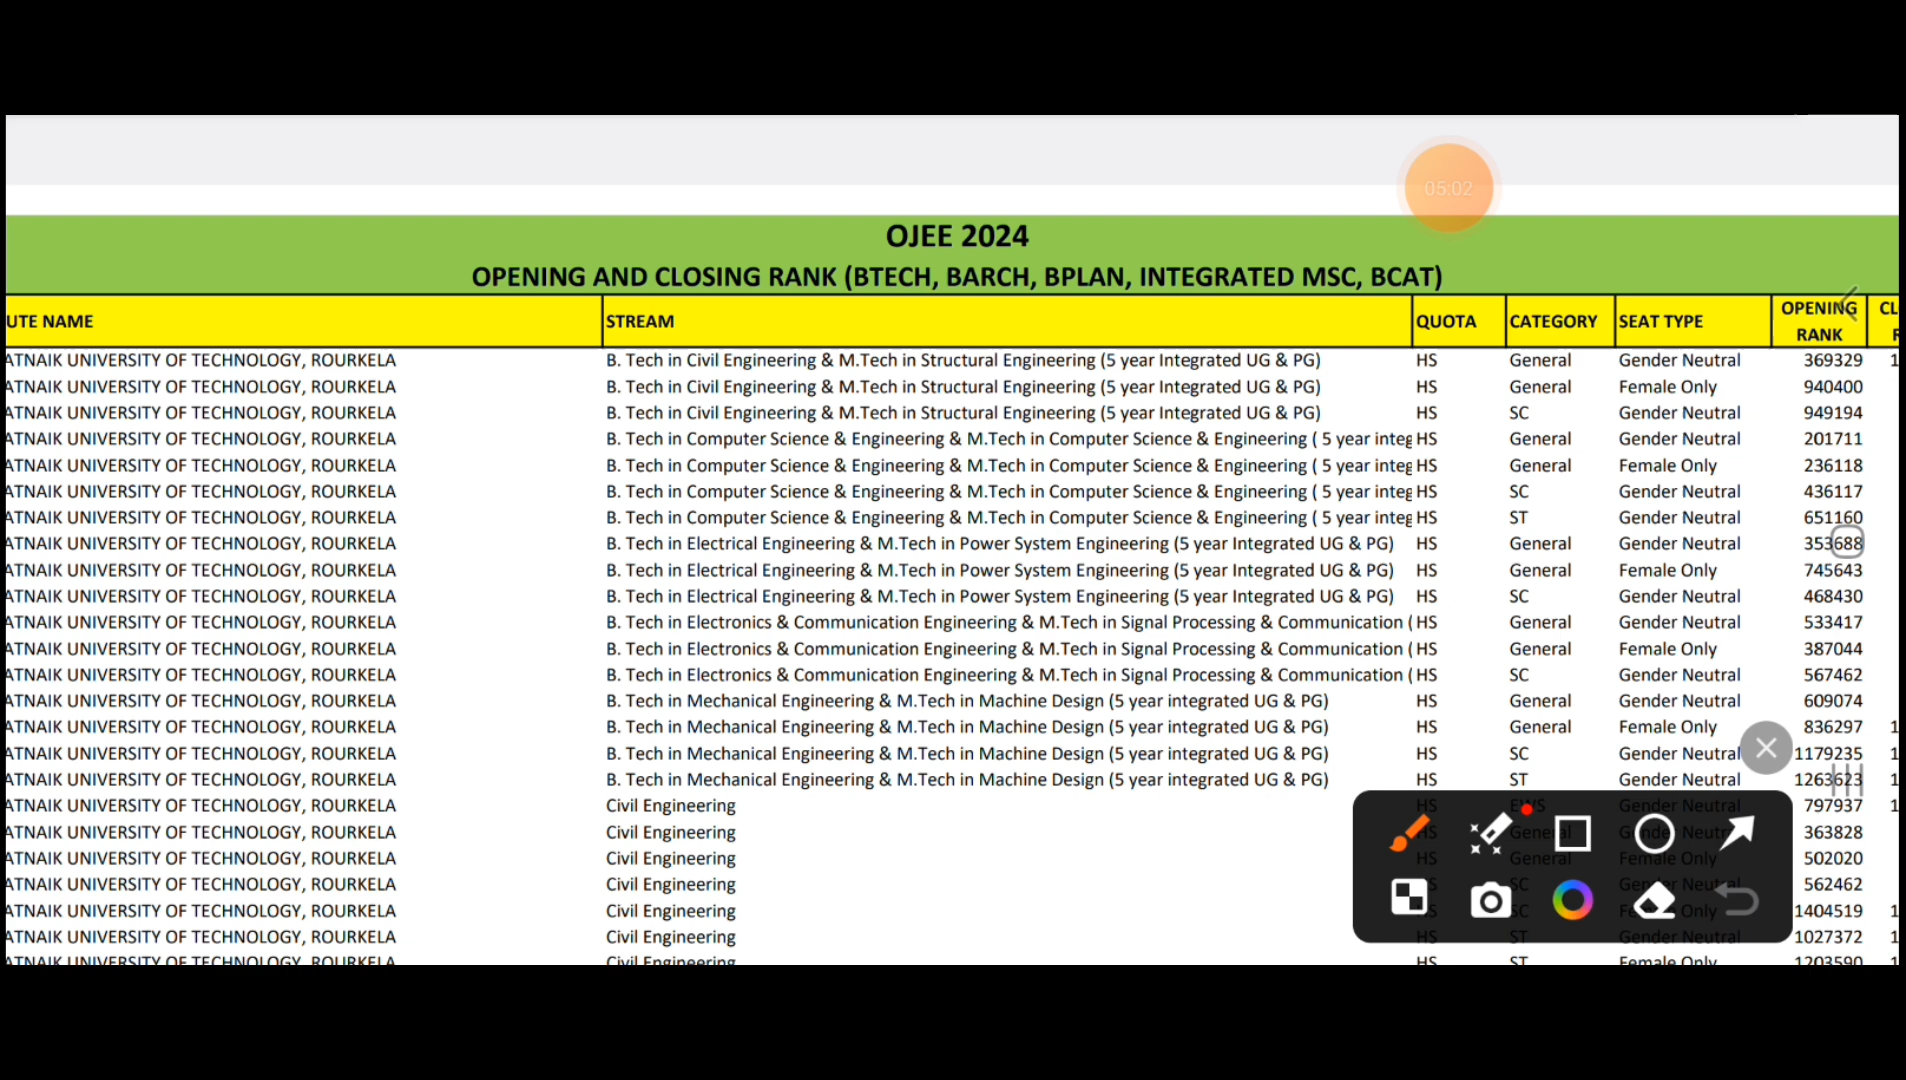 05:02
OJEE 2024
OPENING AND CLOSING RANK (BTECH, BARCH, BPLAN, INTEGRATED MSC, BCAT)
UTE NAME STREAM QUOTA CATEGORY SEAT TYPE OPENING RANK
ATNAIK UNIVERSITY OF TECHNOLOGY, ROURKELA B. Tech in Civil Engineering & M.Tech in Structural Engineering (5 year Integrated UG & PG) HS General Gender Neutral 369329 1
ATNAIK UNIVERSITY OF TECHNOLOGY, ROURKELA B. Tech in Civil Engineering & M.Tech in Structural Engineering (5 year Integrated UG & PG) HS General Female Only 940400
ATNAIK UNIVERSITY OF TECHNOLOGY, ROURKELA B. Tech in Civil Engineering & M.Tech in Structural Engineering (5 year Integrated UG & PG) HS SC Gender Neutral 949194
ATNAIK UNIVERSITY OF TECHNOLOGY, ROURKELA B. Tech in Computer Science & Engineering & M.Tech in Computer Science & Engineering ( 5 year integ HS General Gender Neutral 201711
ATNAIK UNIVERSITY OF TECHNOLOGY, ROURKELA B. Tech in Computer Science & Engineering & M.Tech in Computer Science & Engineering ( 5 year integ HS General Female Only 236118
ATNAIK UNIVERSITY OF TECHNOLOGY, ROURKELA B. Tech in Computer Science & Engineering & M.Tech in Computer Science & Engineering ( 5 year integ HS SC Gender Neutral 436117
ATNAIK UNIVERSITY OF TECHNOLOGY, ROURKELA B. Tech in Computer Science & Engineering & M.Tech in Computer Science & Engineering ( 5 year integ HS ST Gender Neutral 651160
ATNAIK UNIVERSITY OF TECHNOLOGY, ROURKELA B. Tech in Electrical Engineering & M.Tech in Power System Engineering (5 year Integrated UG & PG) HS General Gender Neutral 353688
ATNAIK UNIVERSITY OF TECHNOLOGY, ROURKELA B. Tech in Electrical Engineering & M.Tech in Power System Engineering (5 year Integrated UG & PG) HS General Female Only 745643
ATNAIK UNIVERSITY OF TECHNOLOGY, ROURKELA B. Tech in Electrical Engineering & M.Tech in Power System Engineering (5 year Integrated UG & PG) HS SC Gender Neutral 468430
ATNAIK UNIVERSITY OF TECHNOLOGY, ROURKELA B. Tech in Electronics & Communication Engineering & M.Tech in Signal Processing & Communication ( HS General Gender Neutral 533417
ATNAIK UNIVERSITY OF TECHNOLOGY, ROURKELA B. Tech in Electronics & Communication Engineering & M.Tech in Signal Processing & Communication ( HS General Female Only 387044
ATNAIK UNIVERSITY OF TECHNOLOGY, ROURKELA B. Tech in Electronics & Communication Engineering & M.Tech in Signal Processing & Communication ( HS SC Gender Neutral 567462
ATNAIK UNIVERSITY OF TECHNOLOGY, ROURKELA B. Tech in Mechanical Engineering & M.Tech in Machine Design (5 year integrated UG & PG) HS General Gender Neutral 609074
ATNAIK UNIVERSITY OF TECHNOLOGY, ROURKELA B. Tech in Mechanical Engineering & M.Tech in Machine Design (5 year integrated UG & PG) HS General Female Only 836297 1
ATNAIK UNIVERSITY OF TECHNOLOGY, ROURKELA B. Tech in Mechanical Engineering & M.Tech in Machine Design (5 year integrated UG & PG) HS SC Gender Neutral 1179235 1
ATNAIK UNIVERSITY OF TECHNOLOGY, ROURKELA B. Tech in Mechanical Engineering & M.Tech in Machine Design (5 year integrated UG & PG) HS ST Gender Neutral 1263623 1
ATNAIK UNIVERSITY OF TECHNOLOGY, ROURKELA Civil Engineering HS EWS Gender Neutral 797937 1
ATNAIK UNIVERSITY OF TECHNOLOGY, ROURKELA Civil Engineering HS General Gender Neutral 363828
ATNAIK UNIVERSITY OF TECHNOLOGY, ROURKELA Civil Engineering HS General Female Only 502020
ATNAIK UNIVERSITY OF TECHNOLOGY, ROURKELA Civil Engineering SC Gender Neutral 562462
ATNAIK UNIVERSITY OF TECHNOLOGY, ROURKELA Civil Engineering SC Female Only 1404519 1
ATNAIK UNIVERSITY OF TECHNOLOGY, ROURKELA Civil Engineering HS ST Gender Neutral 1027372 1
ATNAIK UNIVERSITY OF TECHNOLOGY, ROURKELA Civil Engineering HS ST Female Only 1203590 1